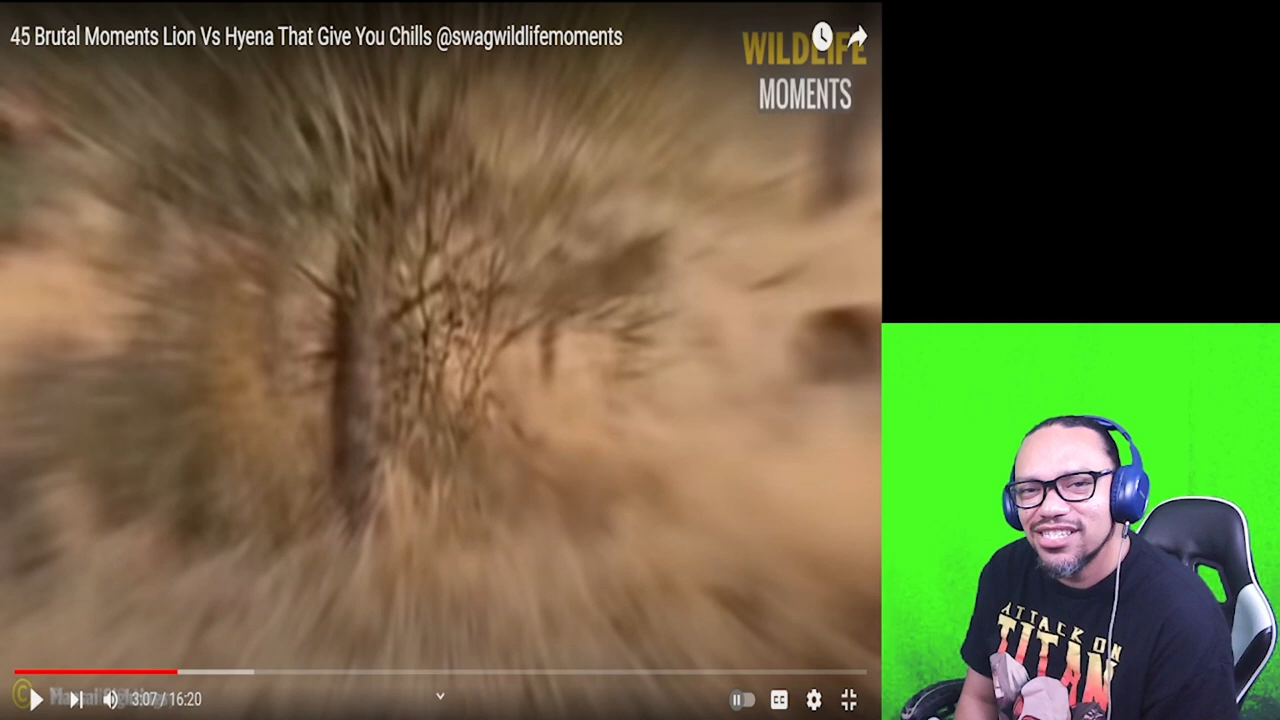 45 Brutal Moments Lion Vs Hyena That Give You Chills @swagwildlifemoments
WILDLIFE
MOMENTS
ATTACK ON
TITAN
3:07 / 16:20
CC